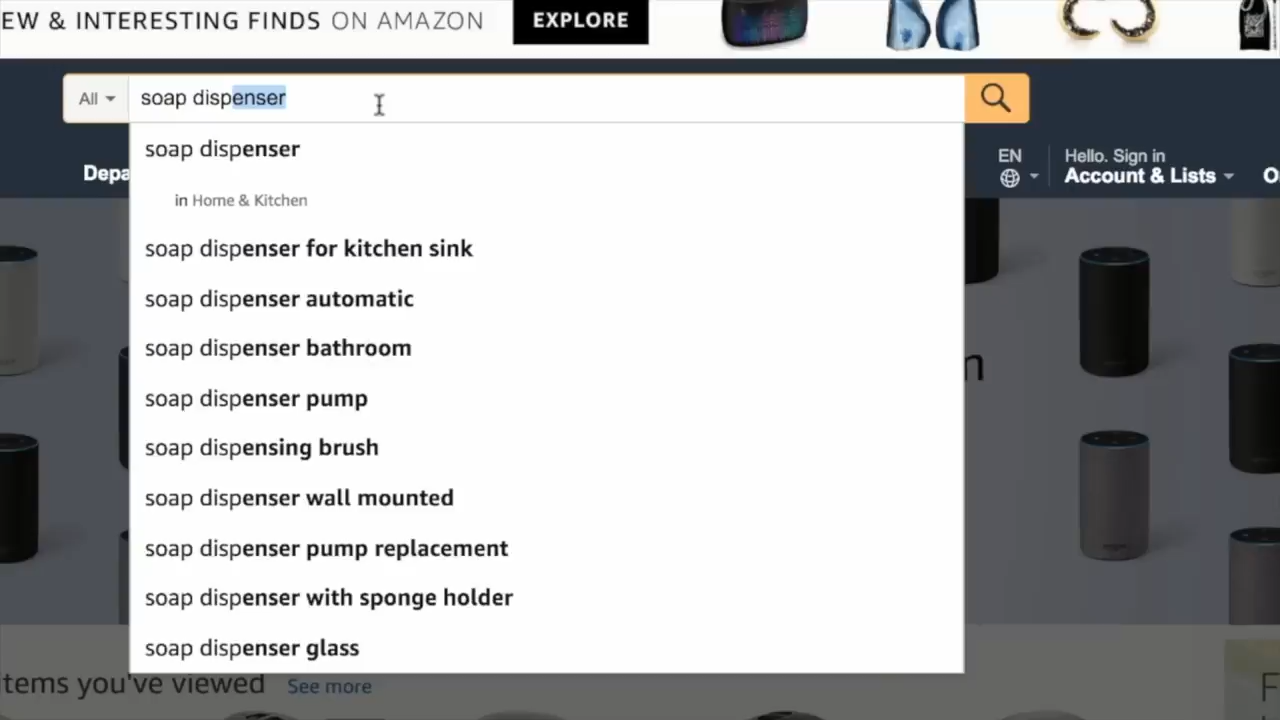 EW & INTERESTING FINDS ON AMAZON EXPLORE
All soap dispenser
soap dispenser
in Home & Kitchen
soap dispenser for kitchen sink
soap dispenser automatic
soap dispenser bathroom
soap dispenser pump
soap dispensing brush
soap dispenser wall mounted
soap dispenser pump replacement
soap dispenser with sponge holder
soap dispenser glass
Depa
EN
Hello. Sign in
Account & Lists
O
n
tems you've viewed See more
F